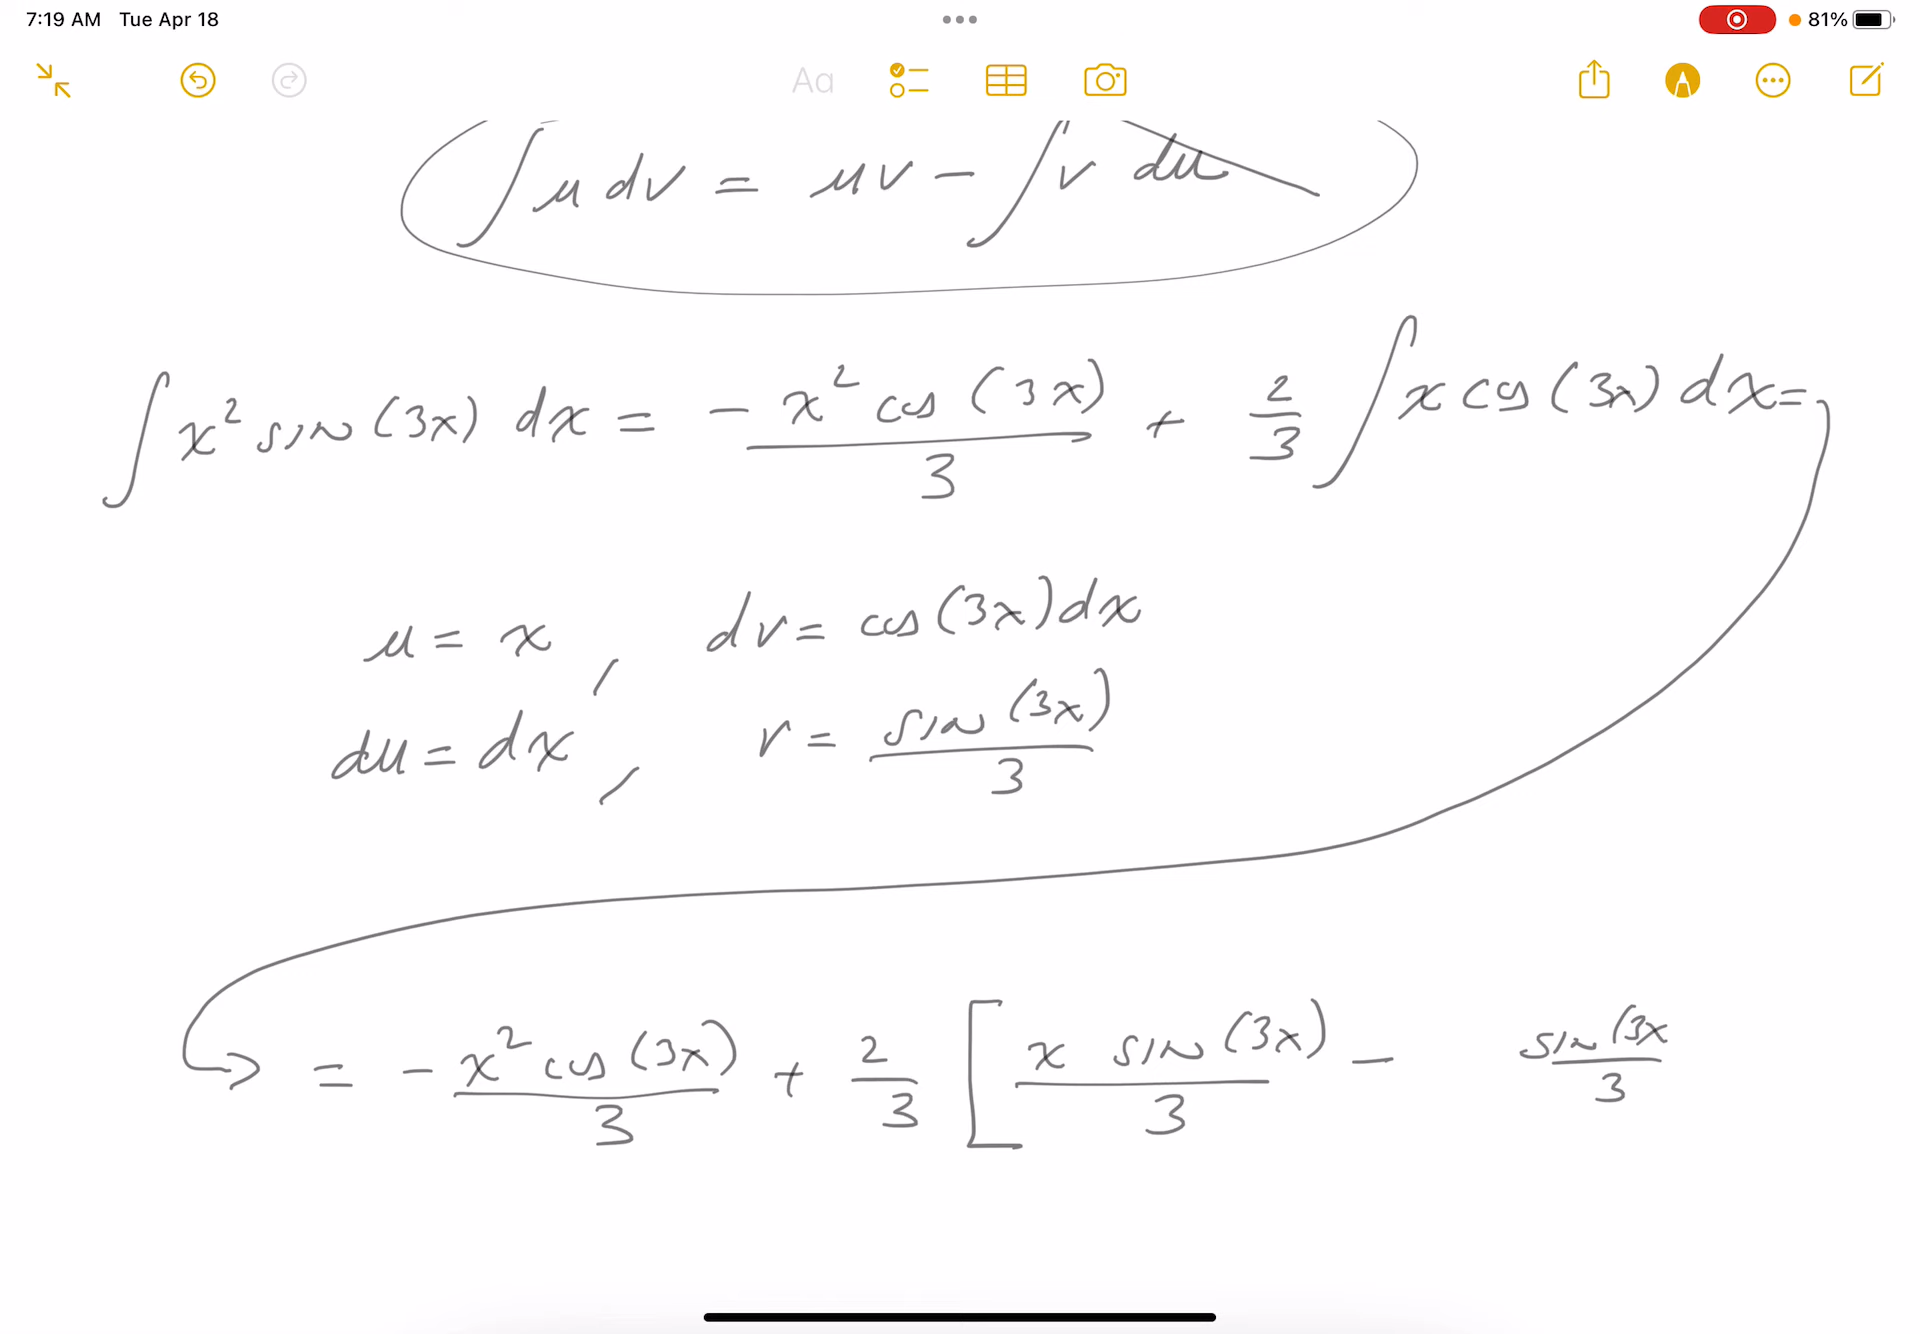 7:19 AM Tue Apr 18 81%
Aa
∫ u dv = uv − ∫ v du
∫ x² sin (3x) dx = − x² cos (3x) / 3 + 2/3 ∫ x cos (3x) dx =
u = x , dv = cos (3x) dx
du = dx , v = sin (3x) / 3
= − x² cos (3x) / 3 + 2/3 [ x sin (3x) / 3 − sin (3x / 3